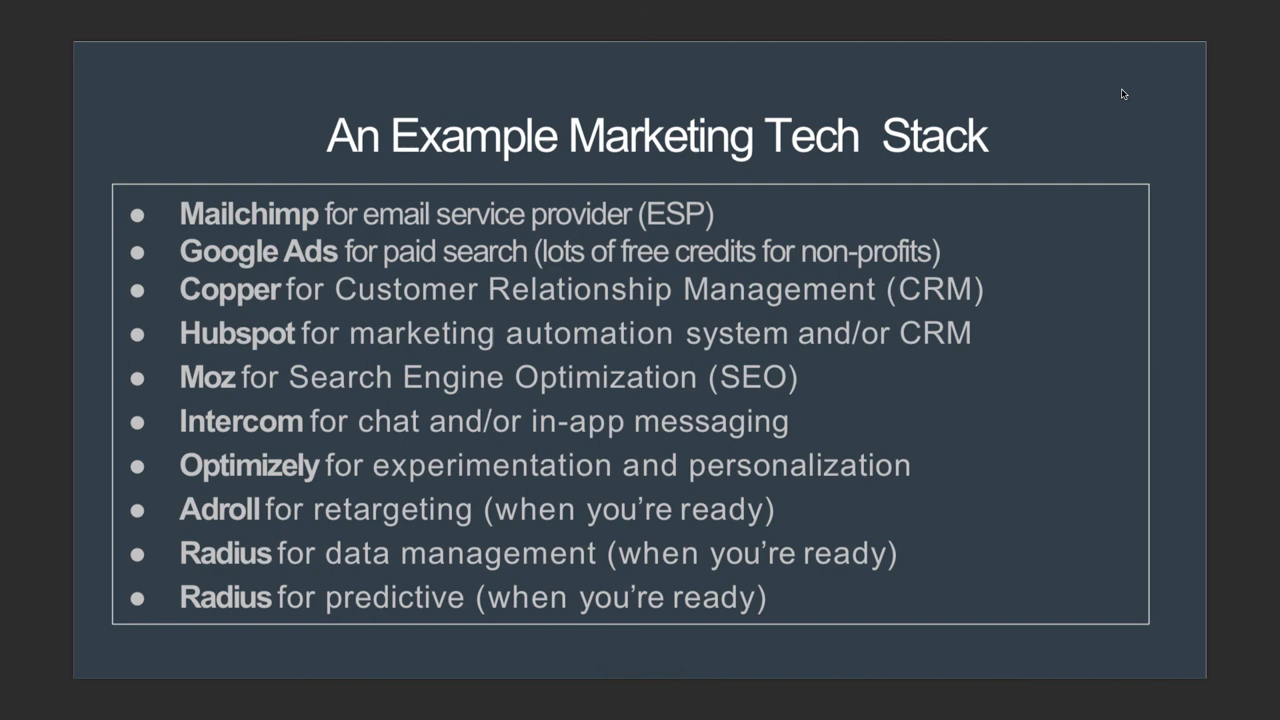 An Example Marketing Tech Stack
● Mailchimp for email service provider (ESP)
● Google Ads for paid search (lots of free credits for non-profits)
● Copper for Customer Relationship Management (CRM)
● Hubspot for marketing automation system and/or CRM
● Moz for Search Engine Optimization (SEO)
● Intercom for chat and/or in-app messaging
● Optimizely for experimentation and personalization
● Adroll for retargeting (when you’re ready)
● Radius for data management (when you’re ready)
● Radius for predictive (when you’re ready)